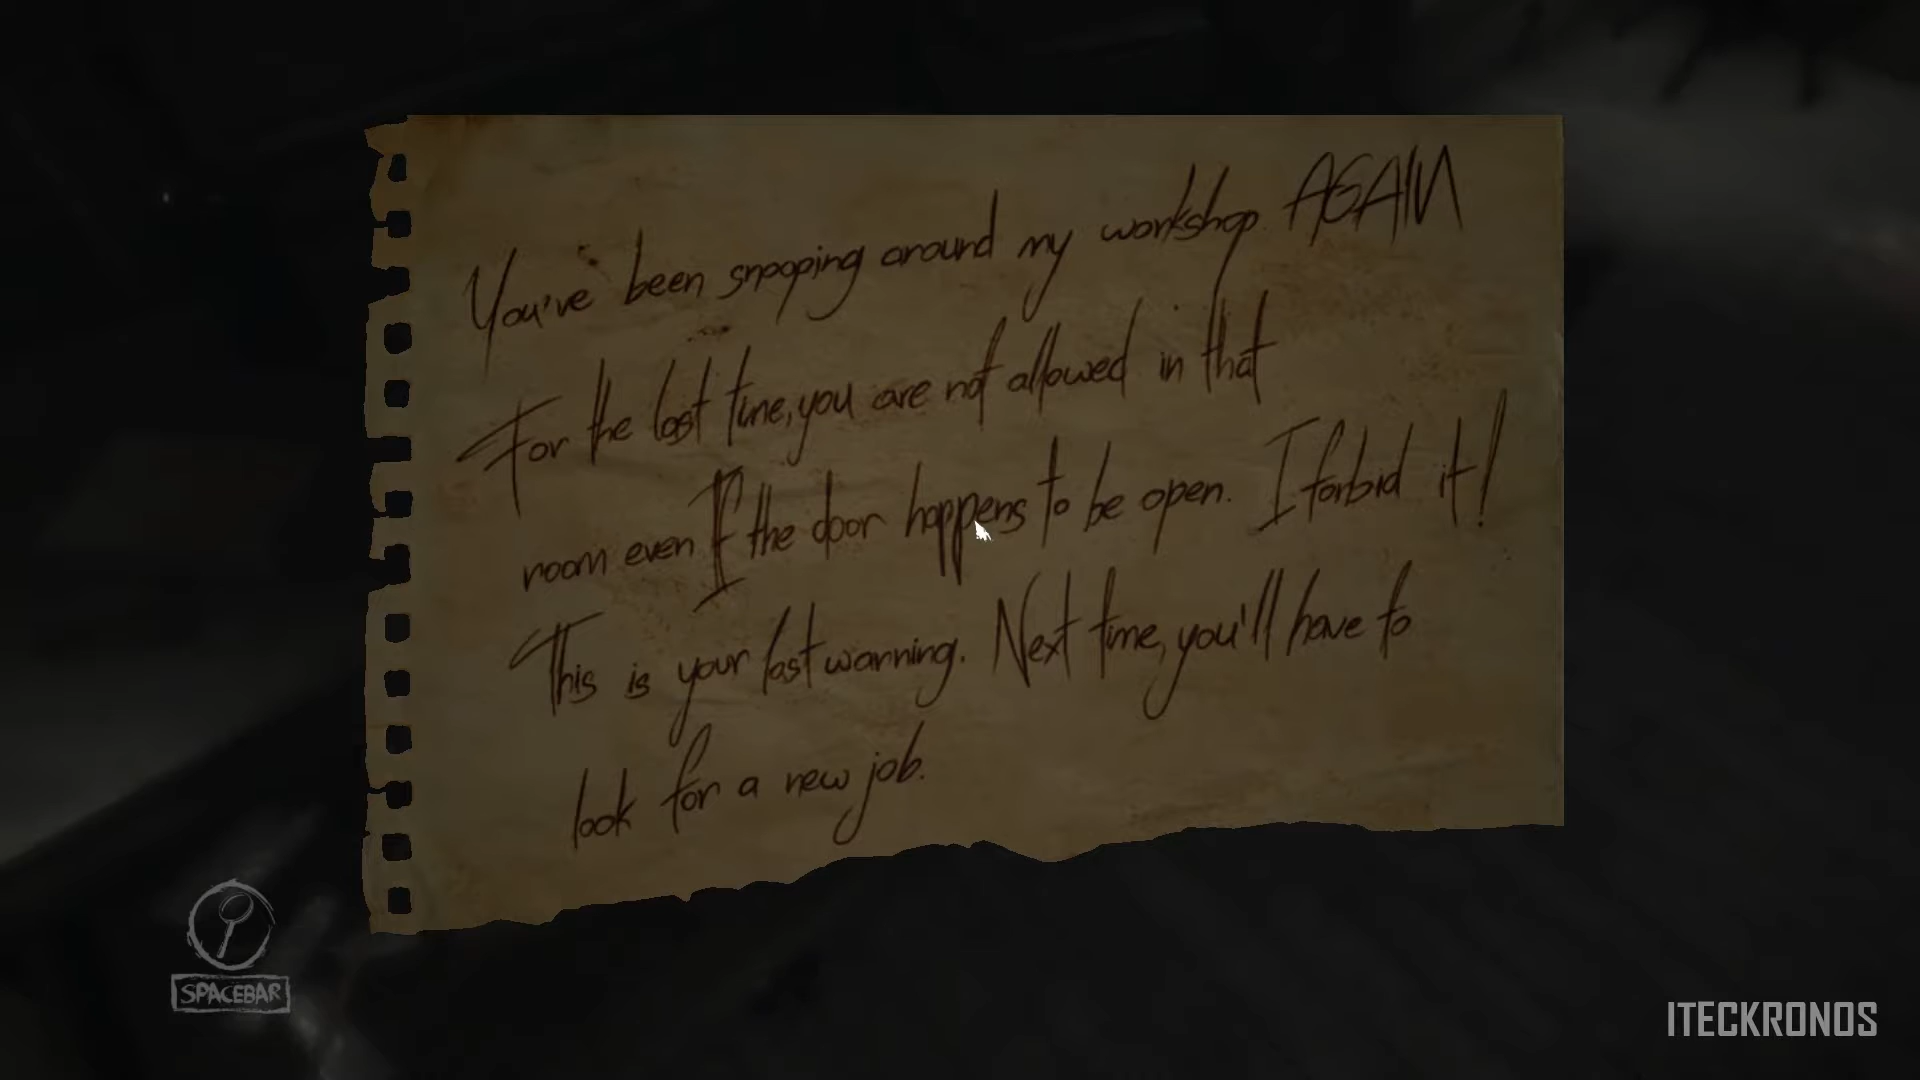 You've been snooping around my workshop AGAIN
For the last time, you are not allowed in that
room even If the door happens to be open. I forbid it!
This is your last warning. Next time, you'll have to
look for a new job.
SPACEBAR
ITECKRONOS